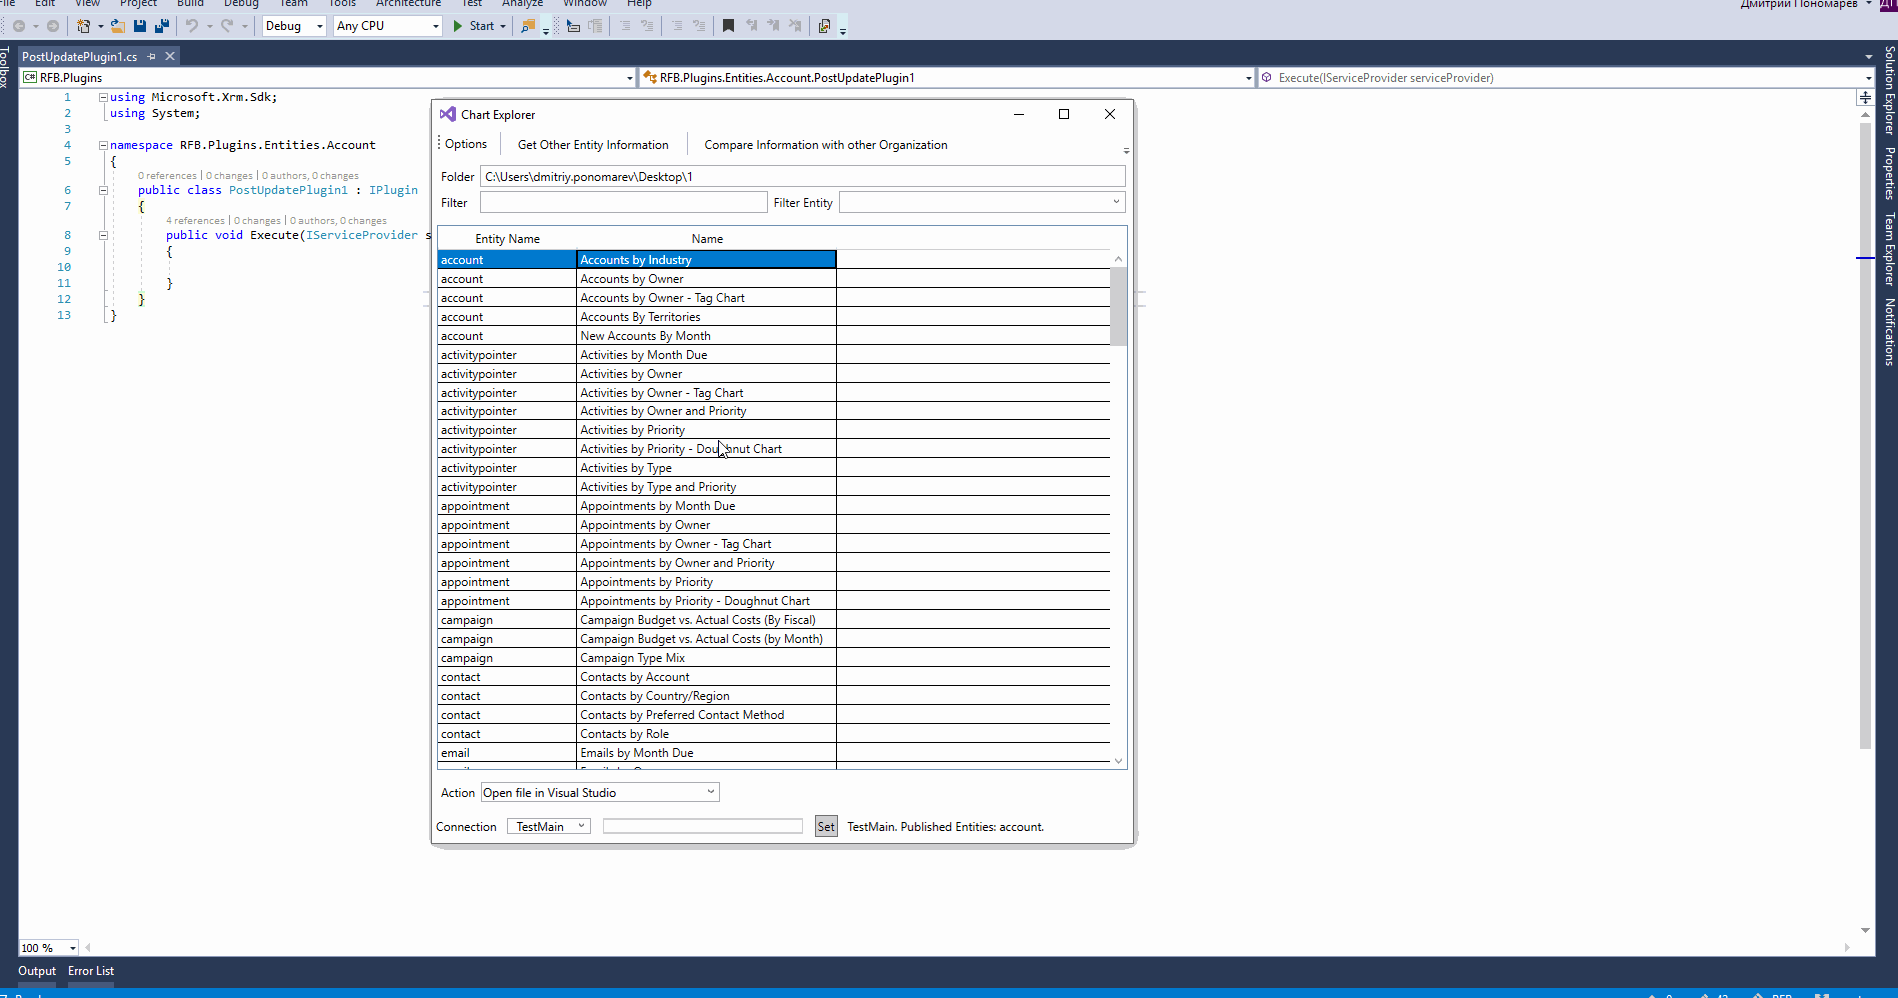 File Edit View Project Build Debug Team Tools Architecture Test Analyze Window Help Дмитрий Пономарев ДП
Debug Any CPU Start
PostUpdatePlugin1.cs
RFB.Plugins RFB.Plugins.Entities.Account.PostUpdatePlugin1 Execute(IServiceProvider serviceProvider)
Toolbox
Solution Explorer
Properties
Team Explorer
Notifications
1 using Microsoft.Xrm.Sdk;
2 using System;
3
4 namespace RFB.Plugins.Entities.Account
5 {
0 references | 0 changes | 0 authors, 0 changes
6 public class PostUpdatePlugin1 : IPlugin
7 {
4 references | 0 changes | 0 authors, 0 changes
8 public void Execute(IServiceProvider s
9 {
10
11 }
12 }
13 }
Chart Explorer
Options Get Other Entity Information Compare Information with other Organization
Folder C:\Users\dmitriy.ponomarev\Desktop\1
Filter Filter Entity
Entity Name Name
account Accounts by Industry
account Accounts by Owner
account Accounts by Owner - Tag Chart
account Accounts By Territories
account New Accounts By Month
activitypointer Activities by Month Due
activitypointer Activities by Owner
activitypointer Activities by Owner - Tag Chart
activitypointer Activities by Owner and Priority
activitypointer Activities by Priority
activitypointer Activities by Priority - Doughnut Chart
activitypointer Activities by Type
activitypointer Activities by Type and Priority
appointment Appointments by Month Due
appointment Appointments by Owner
appointment Appointments by Owner - Tag Chart
appointment Appointments by Owner and Priority
appointment Appointments by Priority
appointment Appointments by Priority - Doughnut Chart
campaign Campaign Budget vs. Actual Costs (By Fiscal)
campaign Campaign Budget vs. Actual Costs (by Month)
campaign Campaign Type Mix
contact Contacts by Account
contact Contacts by Country/Region
contact Contacts by Preferred Contact Method
contact Contacts by Role
email Emails by Month Due
Action Open file in Visual Studio
Connection TestMain Set TestMain. Published Entities: account.
100 %
Output Error List